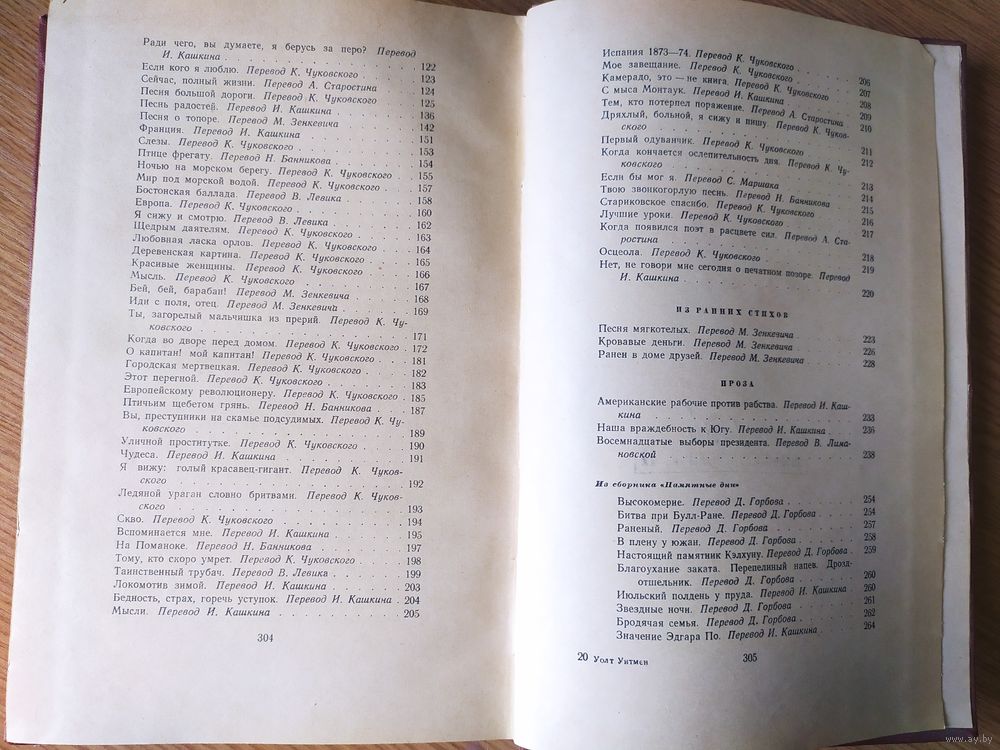 Ради чего, вы думаете, я берусь за перо? Перевод
И. Кашкина . . . . . . . . . . . . . 122
Если кого я люблю. Перевод К. Чуковского . . . . 123
Сейчас, полный жизни. Перевод А. Старостина . . . 124
Песня большой дороги. Перевод К. Чуковского . . . 125
Песнь радостей. Перевод И. Кашкина . . . . . 136
Песня о топоре. Перевод М. Зенкевича . . . . . 142
Франция. Перевод И. Кашкина . . . . . . 151
Слезы. Перевод К. Чуковского . . . . . . . 153
Птице фрегату. Перевод Н. Банникова . . . . . 154
Ночью на морском берегу. Перевод К. Чуковского . . 155
Мир под морской водой. Перевод К. Чуковского . . . 157
Бостонская баллада. Перевод В. Левика . . . . . 158
Европа. Перевод К. Чуковского . . . . . . . 160
Я сижу и смотрю. Перевод В. Левика . . . . . 162
Щедрым даятелям. Перевод К. Чуковского . . . . 163
Любовная ласка орлов. Перевод К. Чуковского . . . 164
Деревенская картина. Перевод К. Чуковского . . . 165
Красивые женщины. Перевод К. Чуковского . . . . 166
Мысль. Перевод К. Чуковского . . . . . . . 167
Бей, бей, барабан! Перевод М. Зенкевича . . . . 168
Иди с поля, отец. Перевод М. Зенкевича . . . . 169
Ты, загорелый мальчишка из прерий. Перевод К. Чу-
ковского . . . . . . . . . . . . . 171
Когда во дворе перед домом. Перевод К. Чуковского . 172
О капитан! мой капитан! Перевод К. Чуковского . . 181
Городская мертвецкая. Перевод К. Чуковского . . . 182
Этот перегной. Перевод К. Чуковского . . . . . 183
Европейскому революционеру. Перевод К. Чуковского . 185
Птичьим щебетом грянь. Перевод Н. Банникова . . . 187
Вы, преступники на скамье подсудимых. Перевод К. Чу-
ковского . . . . . . . . . . . . . 189
Уличной проститутке. Перевод К. Чуковского . . . 190
Чудеса. Перевод И. Кашкина . . . . . . . 191
Я вижу: голый красавец-гигант. Перевод К. Чуков-
ского . . . . . . . . . . . . . . 192
Ледяной ураган словно бритвами. Перевод К. Чуков-
ского . . . . . . . . . . . . . . 193
Скво. Перевод К. Чуковского . . . . . . . 194
Вспоминается мне. Перевод И. Кашкина . . . . 195
На Поманоке. Перевод Н. Банникова . . . . . 197
Тому, кто скоро умрет. Перевод К. Чуковского . . . 198
Таинственный трубач. Перевод В. Левика . . . . 199
Локомотив зимой. Перевод И. Кашкина . . . . . 203
Бедность, страх, горечь уступок. Перевод И. Кашкина . 204
Мысли. Перевод И. Кашкина . . . . . . . 205
304
Испания 1873—74. Перевод К. Чуковского . . . . 206
Мое завещание. Перевод К. Чуковского . . . . . 207
Камерадо, это — не книга. Перевод К. Чуковского . . 208
С мыса Монтаук. Перевод И. Кашкина . . . . . 209
Тем, кто потерпел поражение. Перевод А. Старостина . 210
Дряхлый, больной, я сижу и пишу. Перевод К. Чуков-
ского . . . . . . . . . . . . . . 211
Первый одуванчик. Перевод К. Чуковского . . . . 212
Когда кончается ослепительность дня. Перевод К. Чу-
ковского . . . . . . . . . . . . . 213
Если бы мог я. Перевод С. Маршака . . . . . 214
Твою звонкогорлую песнь. Перевод Н. Банникова . . 215
Стариковское спасибо. Перевод К. Чуковского . . . 216
Лучшие уроки. Перевод К. Чуковского . . . . . 217
Когда появился поэт в расцвете сил. Перевод А. Ста-
ростина . . . . . . . . . . . . . 218
Осцеола. Перевод К. Чуковского . . . . . . 219
Нет, не говори мне сегодня о печатном позоре. Перевод
И. Кашкина . . . . . . . . . . . . 220
ИЗ РАННИХ СТИХОВ
Песня мягкотелых. Перевод М. Зенкевича . . . . 223
Кровавые деньги. Перевод М. Зенкевича . . . . . 226
Ранен в доме друзей. Перевод М. Зенкевича . . . . 228
ПРОЗА
Американские рабочие против рабства. Перевод И. Каш-
кина . . . . . . . . . . . . . . 233
Наша враждебность к Югу. Перевод И. Кашкина . . . 236
Восемнадцатые выборы президента. Перевод В. Лима-
новской . . . . . . . . . . . . . 238
Из сборника «Памятные дни»
Высокомерие. Перевод Д. Горбова . . . . . 254
Битва при Булл-Ране. Перевод Д. Горбова . . . 254
Раненый. Перевод Д. Горбова . . . . . . 257
В плену у южан. Перевод Д. Горбова . . . . 258
Настоящий памятник Кэлхуну. Перевод Д. Горбова . 259
Благоухание заката. Перепелиный напев. Дрозд-
отшельник. Перевод Д. Горбова . . . . . 260
Июльский полдень у пруда. Перевод И. Кашкина . 260
Звездные ночи. Перевод Д. Горбова . . . . 261
Бродячая семья. Перевод Д. Горбова . . . . 262
Значение Эдгара По. Перевод И. Кашкина . . . 264
20 Уолт Уитмен 305
www.ay.by